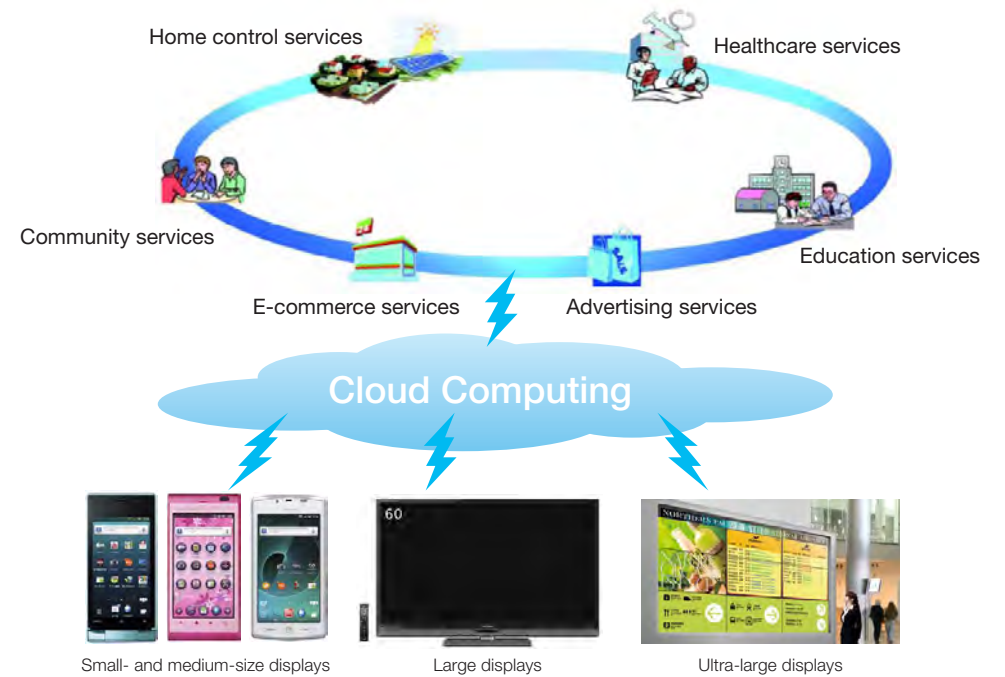 Home control services
Healthcare services
Community services
Education services
SALE
E-commerce services
Advertising services
Cloud Computing
60
Small- and medium-size displays
Large displays
Ultra-large displays